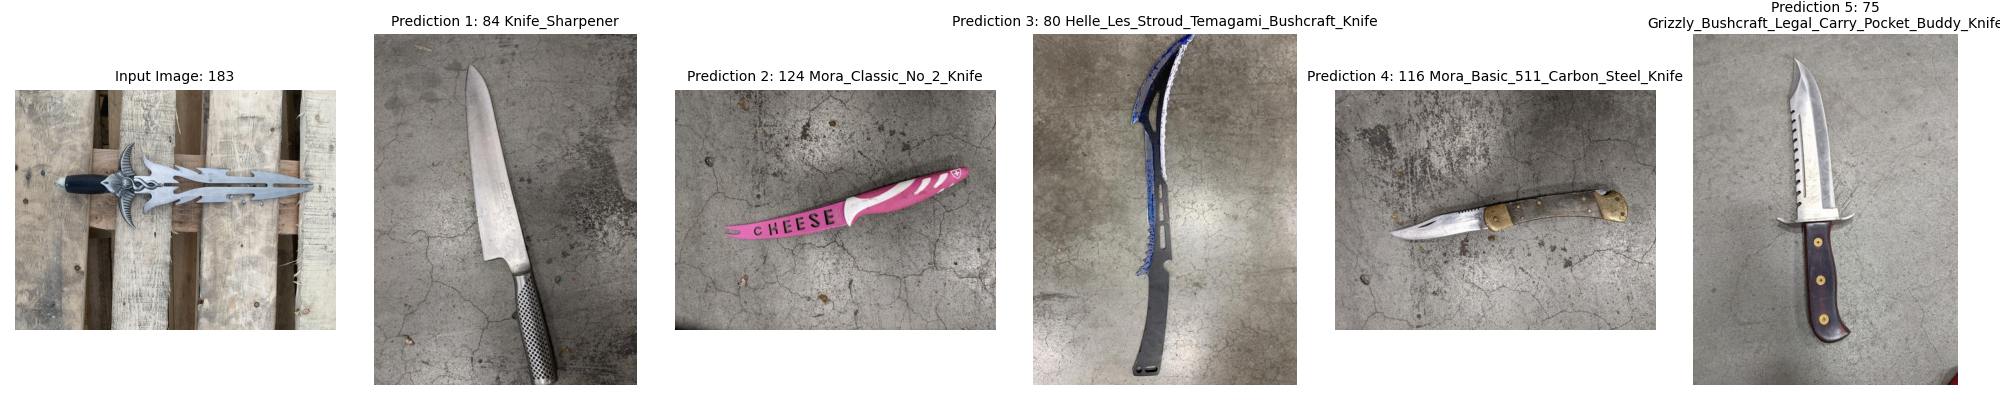 Input Image: 183
Prediction 1: 84 Knife_Sharpener
Prediction 2: 124 Mora_Classic_No_2_Knife
CHEESE
Prediction 3: 80 Helle_Les_Stroud_Temagami_Bushcraft_Knife
Prediction 4: 116 Mora_Basic_511_Carbon_Steel_Knife
Prediction 5: 75
Grizzly_Bushcraft_Legal_Carry_Pocket_Buddy_Knife